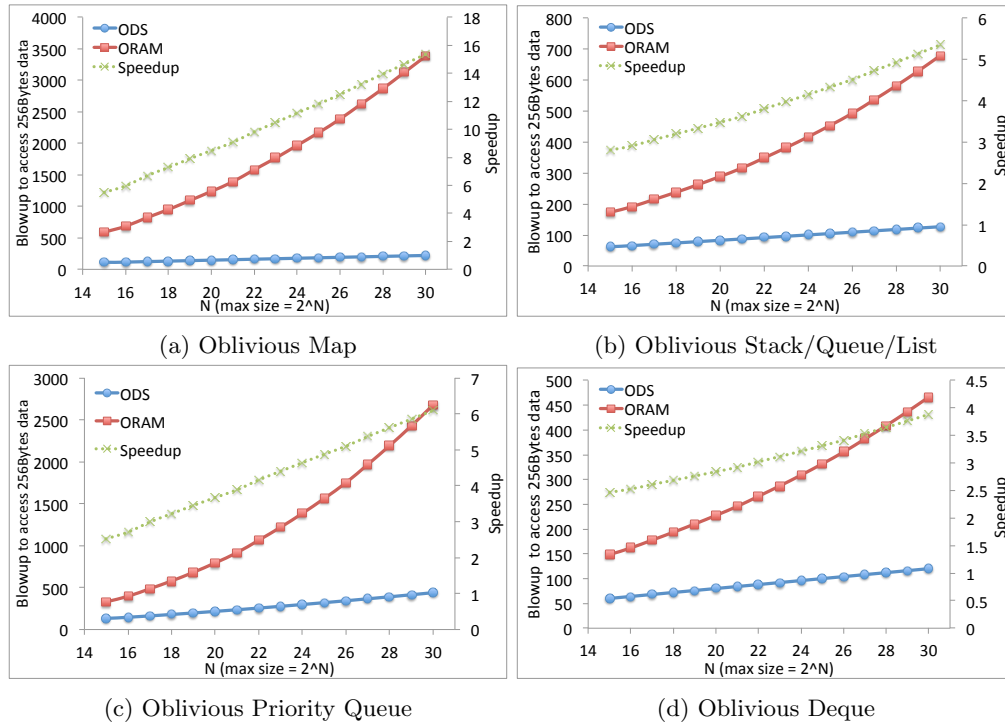 4000
3500
3000
2500
2000
1500
1000
500
0
Blowup to access 256Bytes data
ODS
ORAM
Speedup
18
16
14
12
10
8
6
4
2
0
Speedup
14 16 18 20 22 24 26 28 30
N (max size = 2^N)
(a) Oblivious Map
800
700
600
500
400
300
200
100
0
Blowup to access 256Bytes data
ODS
ORAM
Speedup
6
5
4
3
2
1
0
Speedup
14 16 18 20 22 24 26 28 30
N (max size = 2^N)
(b) Oblivious Stack/Queue/List
3000
2500
2000
1500
1000
500
0
Blowup to access 256Bytes data
ODS
ORAM
Speedup
7
6
5
4
3
2
1
0
Speedup
14 16 18 20 22 24 26 28 30
N (max size = 2^N)
(c) Oblivious Priority Queue
500
450
400
350
300
250
200
150
100
50
0
Blowup to access 256Bytes data
ODS
ORAM
Speedup
4.5
4
3.5
3
2.5
2
1.5
1
0.5
0
Speedup
14 16 18 20 22 24 26 28 30
N (max size = 2^N)
(d) Oblivious Deque